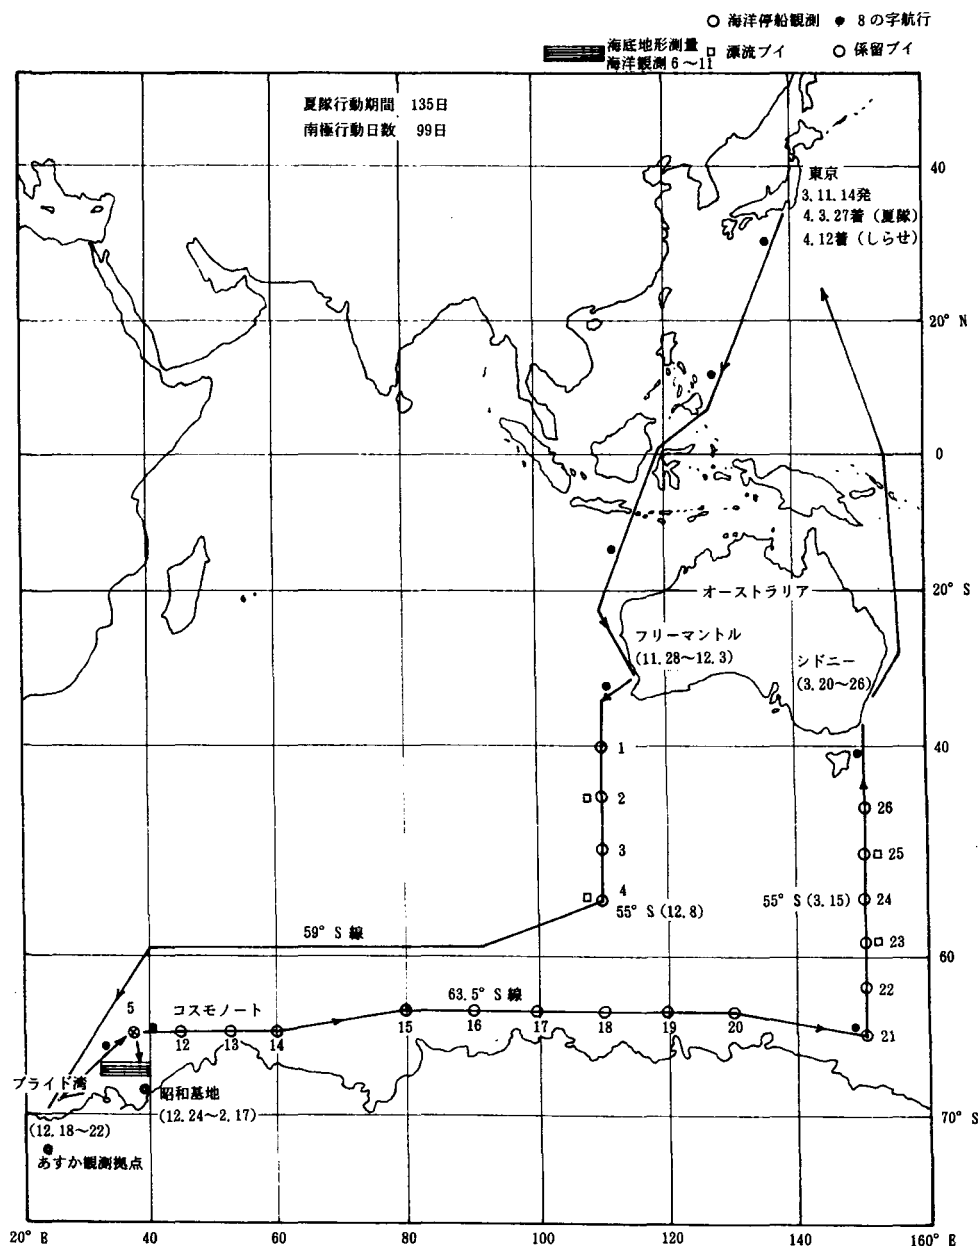 ○ 海洋停船観測 ● 8の字航行
海底地形測量
海洋観測6～11
□ 漂流ブイ ○ 係留ブイ
夏隊行動期間 135日
南極行動日数 99日
東京
3.11.14発
4.3.27着(夏隊)
4.12着(しらせ)
40
20° N
0
20° S
オーストラリア
フリーマントル
(11.28～12.3)
シドニー
(3.20～26)
40
1
2
3
4
55° S (12.8)
26
25
55° S (3.15)
24
23
22
21
59° S 線
60
63.5° S 線
コスモノート
5
12
13
14
15
16
17
18
19
20
ブライド湾
(12.18～22)
昭和基地
(12.24～2.17)
あすか観測拠点
70° S
20° E
40
60
80
100
120
140
160° E